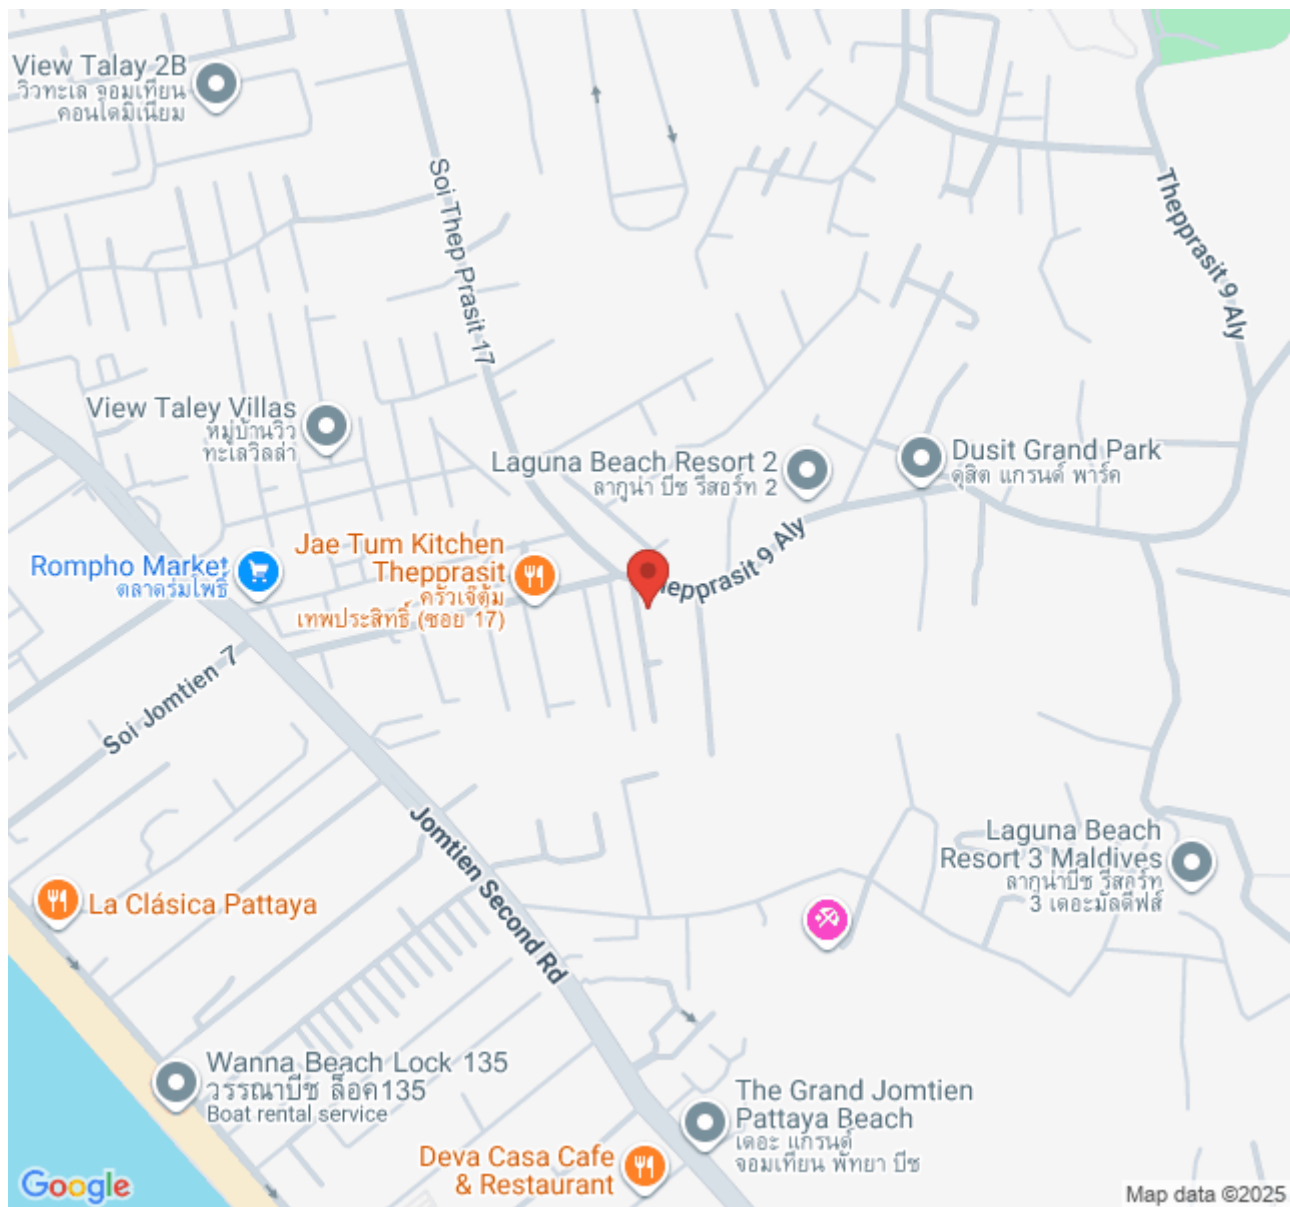 View Talay 2B
วิวทะเล จอมเทียน
คอนโดมิเนียม
Soi Thep Prasit 17
Thepprasit 9 Aly
View Taley Villas
หมู่บ้านวิว
ทะเลวิลล่า
Laguna Beach Resort 2
ลากูน่า บีช รีสอร์ท 2
Dusit Grand Park
ดุสิต แกรนด์ พาร์ค
Rompho Market
ตลาดร่มโพธิ์
Jae Tum Kitchen
Thepprasit
ครัวเจ๊ตุ้ม
เทพประสิทธิ์ (ซอย 17)
hepprasit 9 Aly
Soi Jomtien 7
Jomtien Second Rd
Laguna Beach
Resort 3 Maldives
ลากูน่าบีช รีสอร์ท
3 เดอะมัลดีฟส์
La Clásica Pattaya
Wanna Beach Lock 135
วรรณาบีช ล็อค135
Boat rental service
The Grand Jomtien
Pattaya Beach
เดอะ แกรนด์
จอมเทียน พัทยา บีช
Deva Casa Cafe
& Restaurant
Google
Map data ©2025